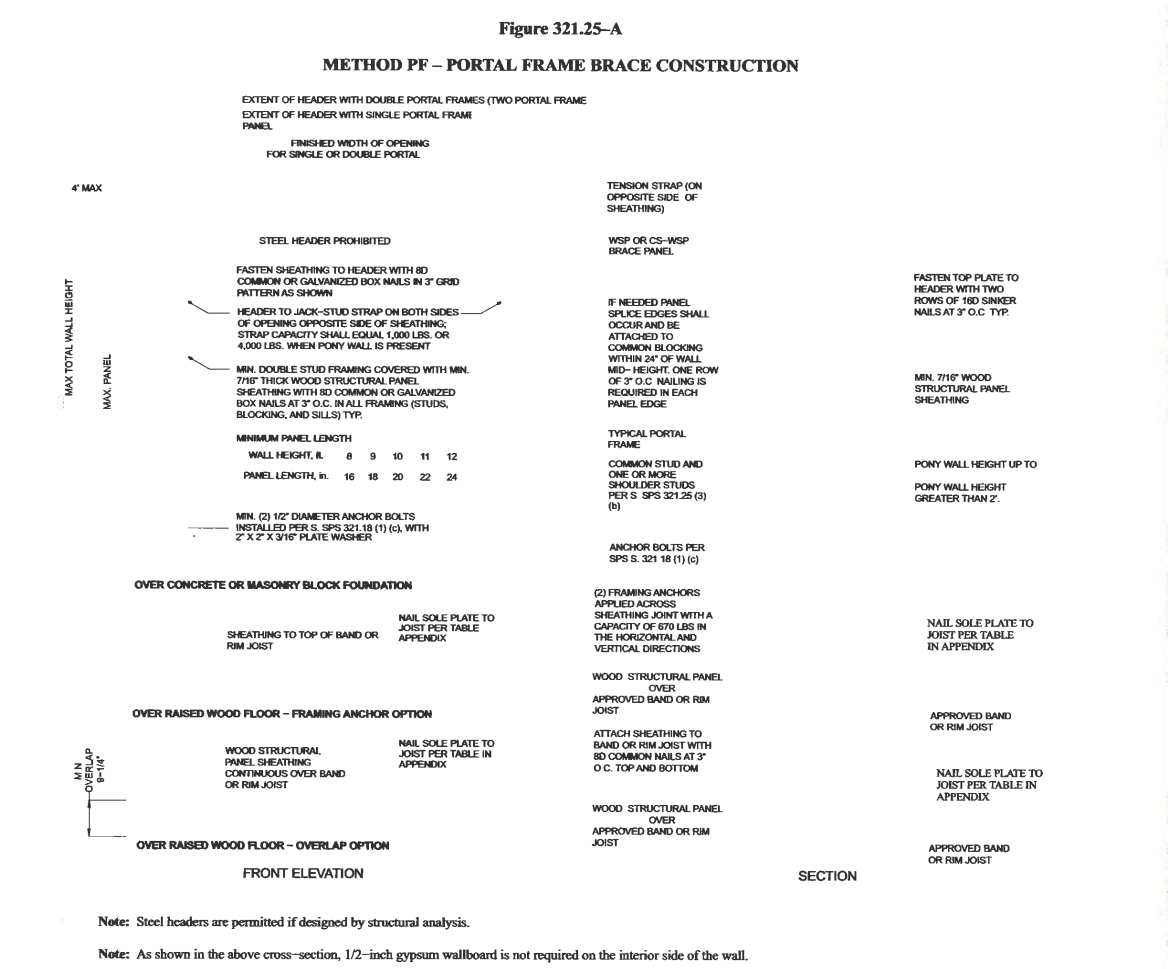 Figure 321.25–A
METHOD PF – PORTAL FRAME BRACE CONSTRUCTION
EXTENT OF HEADER WITH DOUBLE PORTAL FRAMES (TWO PORTAL FRAME
EXTENT OF HEADER WITH SINGLE PORTAL FRAME
PANEL
FINISHED WIDTH OF OPENING
FOR SINGLE OR DOUBLE PORTAL
4' MAX
MAX TOTAL WALL HEIGHT
MAX. PANEL
STEEL HEADER PROHIBITED
FASTEN SHEATHING TO HEADER WITH 8D
COMMON OR GALVANIZED BOX NAILS IN 3" GRID
PATTERN AS SHOWN
HEADER TO JACK–STUD STRAP ON BOTH SIDES
OF OPENING OPPOSITE SIDE OF SHEATHING;
STRAP CAPACITY SHALL EQUAL 1,000 LBS. OR
4,000 LBS. WHEN PONY WALL IS PRESENT
MIN. DOUBLE STUD FRAMING COVERED WITH MIN.
7/16" THICK WOOD STRUCTURAL PANEL
SHEATHING WITH 8D COMMON OR GALVANIZED
BOX NAILS AT 3" O.C. IN ALL FRAMING (STUDS,
BLOCKING, AND SILLS) TYP.
MINIMUM PANEL LENGTH
WALL HEIGHT, ft. 8 9 10 11 12
PANEL LENGTH, in. 16 18 20 22 24
MIN. (2) 1/2" DIAMETER ANCHOR BOLTS
INSTALLED PER S. SPS 321.18 (1) (c), WITH
2" X 2" X 3/16" PLATE WASHER
OVER CONCRETE OR MASONRY BLOCK FOUNDATION
SHEATHING TO TOP OF BAND OR
RIM JOIST
NAIL SOLE PLATE TO
JOIST PER TABLE
APPENDIX
OVER RAISED WOOD FLOOR – FRAMING ANCHOR OPTION
M N
OVERLAP
9–1/4"
WOOD STRUCTURAL
PANEL SHEATHING
CONTINUOUS OVER BAND
OR RIM JOIST
NAIL SOLE PLATE TO
JOIST PER TABLE IN
APPENDIX
OVER RAISED WOOD FLOOR – OVERLAP OPTION
FRONT ELEVATION
TENSION STRAP (ON
OPPOSITE SIDE OF
SHEATHING)
WSP OR CS–WSP
BRACE PANEL
IF NEEDED PANEL
SPLICE EDGES SHALL
OCCUR AND BE
ATTACHED TO
COMMON BLOCKING
WITHIN 24" OF WALL
MID– HEIGHT. ONE ROW
OF 3" O.C NAILING IS
REQUIRED IN EACH
PANEL EDGE
TYPICAL PORTAL
FRAME
COMMON STUD AND
ONE OR MORE
SHOULDER STUDS
PER S SPS 321.25 (3)
(b)
ANCHOR BOLTS PER
SPS S. 321 18 (1) (c)
(2) FRAMING ANCHORS
APPLIED ACROSS
SHEATHING JOINT WITH A
CAPACITY OF 670 LBS IN
THE HORIZONTAL AND
VERTICAL DIRECTIONS
WOOD STRUCTURAL PANEL
OVER
APPROVED BAND OR RIM
JOIST
ATTACH SHEATHING TO
BAND OR RIM JOIST WITH
8D COMMON NAILS AT 3"
O C. TOP AND BOTTOM
WOOD STRUCTURAL PANEL
OVER
APPROVED BAND OR RIM
JOIST
FASTEN TOP PLATE TO
HEADER WITH TWO
ROWS OF 16D SINKER
NAILS AT 3" O.C TYP.
MIN. 7/16" WOOD
STRUCTURAL PANEL
SHEATHING
PONY WALL HEIGHT UP TO
PONY WALL HEIGHT
GREATER THAN 2'.
NAIL SOLE PLATE TO
JOIST PER TABLE
IN APPENDIX
APPROVED BAND
OR RIM JOIST
NAIL SOLE PLATE TO
JOIST PER TABLE IN
APPENDIX
APPROVED BAND
OR RIM JOIST
SECTION
Note: Steel headers are permitted if designed by structural analysis.
Note: As shown in the above cross–section, 1/2–inch gypsum wallboard is not required on the interior side of the wall.